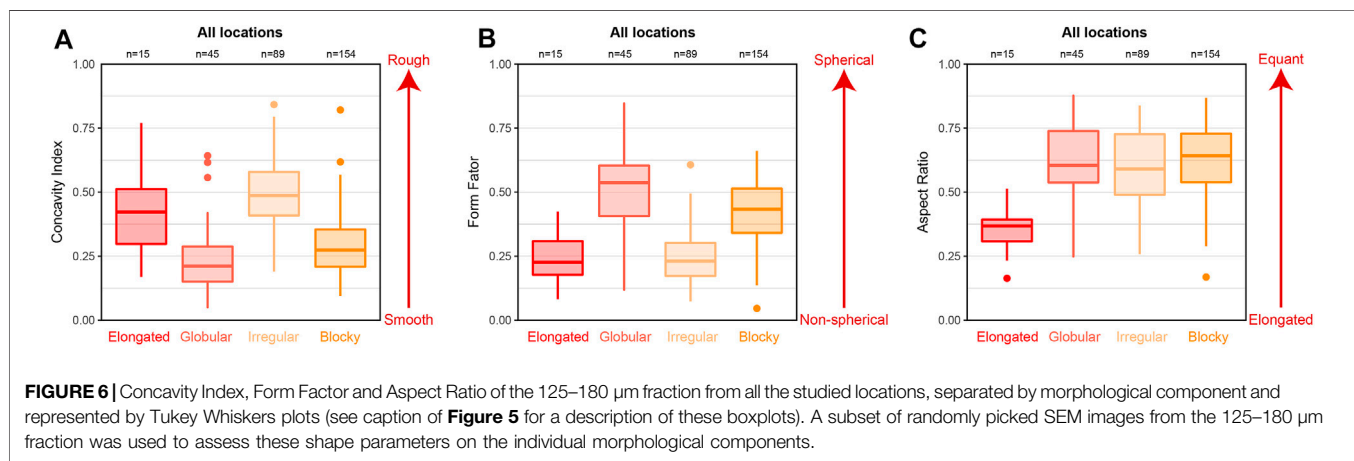 A
All locations
n=15 n=45 n=89 n=154
Rough
1.00
0.75
0.50
0.25
0.00
Concavity Index
Smooth
Elongated Globular Irregular Blocky
B
All locations
n=15 n=45 n=89 n=154
Spherical
1.00
0.75
0.50
0.25
0.00
Form Fator
Non-spherical
Elongated Globular Irregular Blocky
C
All locations
n=15 n=45 n=89 n=154
Equant
1.00
0.75
0.50
0.25
0.00
Aspect Ratio
Elongated
Elongated Globular Irregular Blocky
FIGURE 6 | Concavity Index, Form Factor and Aspect Ratio of the 125–180 µm fraction from all the studied locations, separated by morphological component and
represented by Tukey Whiskers plots (see caption of Figure 5 for a description of these boxplots). A subset of randomly picked SEM images from the 125–180 µm
fraction was used to assess these shape parameters on the individual morphological components.